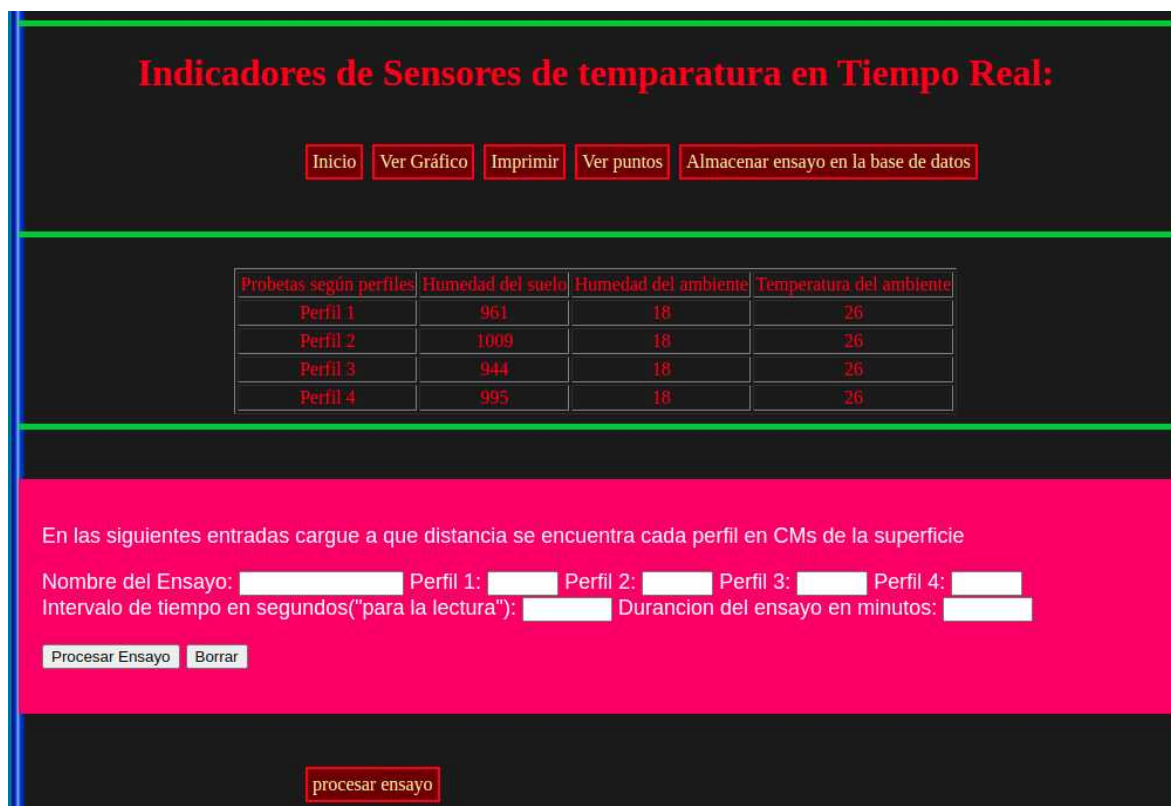 Indicadores de Sensores de temparatura en Tiempo Real:
Inicio Ver Gráfico Imprimir Ver puntos Almacenar ensayo en la base de datos
Probetas según perfiles Humedad del suelo Humedad del ambiente Temperatura del ambiente
Perfil 1 961 18 26
Perfil 2 1009 18 26
Perfil 3 944 18 26
Perfil 4 995 18 26
En las siguientes entradas cargue a que distancia se encuentra cada perfil en CMs de la superficie
Nombre del Ensayo: Perfil 1: Perfil 2: Perfil 3: Perfil 4:
Intervalo de tiempo en segundos("para la lectura"): Durancion del ensayo en minutos:
Procesar Ensayo Borrar
procesar ensayo